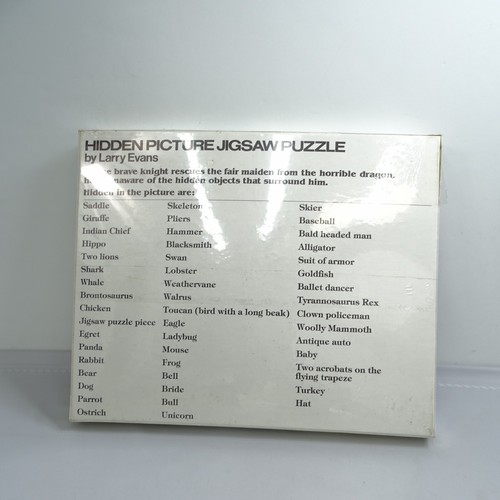 HIDDEN PICTURE JIGSAW PUZZLE
by Larry Evans
brave knight rescues the fair maiden from the horrible dragon,
unaware of the hidden objects that surround him.
Hidden in the picture are:
Saddle
Giraffe
Indian Chief
Hippo
Two lions
Shark
Whale
Brontosaurus
Chicken
Jigsaw puzzle piece
Egret
Panda
Rabbit
Bear
Dog
Parrot
Ostrich
Skeleton
Pliers
Hammer
Blacksmith
Swan
Lobster
Weathervane
Walrus
Toucan (bird with a long beak)
Eagle
Ladybug
Mouse
Frog
Bell
Bride
Bull
Unicorn
Skier
Baseball
Bald headed man
Alligator
Suit of armor
Goldfish
Ballet dancer
Tyrannosaurus Rex
Clown policeman
Woolly Mammoth
Antique auto
Baby
Two acrobats on the
flying trapeze
Turkey
Hat